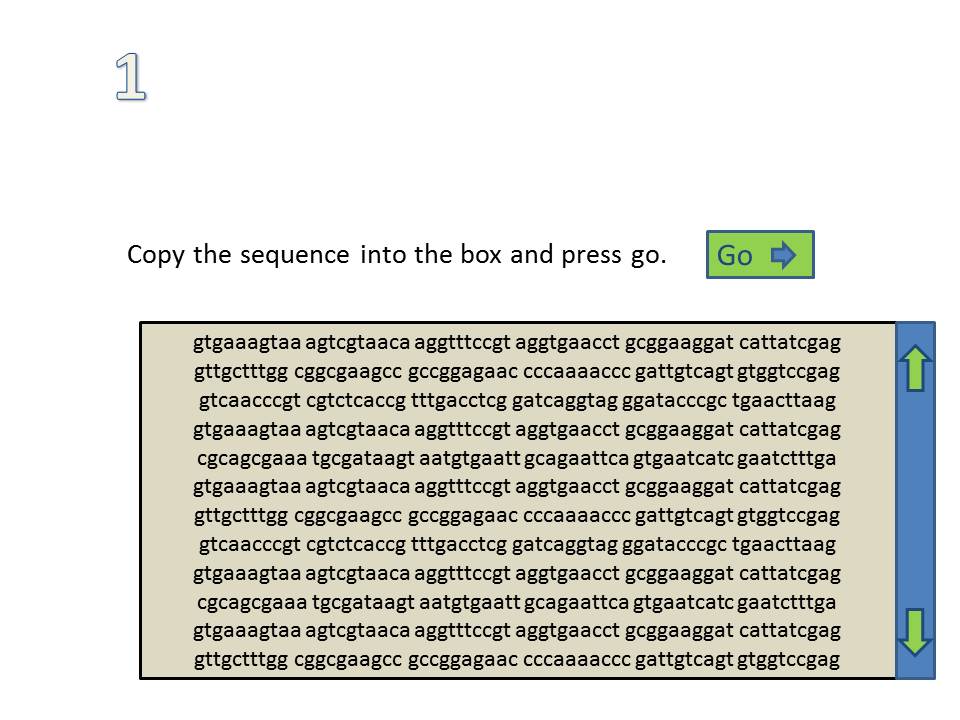 1
Copy the sequence into the box and press go.
Go
gtgaaagtaa agtcgtaaca aggtttccgt aggtgaacct gcggaaggat cattatcgag
gttgctttgg cggcgaagcc gccggagaac cccaaaaccc gattgtcagt gtggtccgag
gtcaacccgt cgtctcaccg tttgacctcg gatcaggtag ggatacccgc tgaacttaag
gtgaaagtaa agtcgtaaca aggtttccgt aggtgaacct gcggaaggat cattatcgag
cgcagcgaaa tgcgataagt aatgtgaatt gcagaattca gtgaatcatc gaatctttga
gtgaaagtaa agtcgtaaca aggtttccgt aggtgaacct gcggaaggat cattatcgag
gttgctttgg cggcgaagcc gccggagaac cccaaaaccc gattgtcagt gtggtccgag
gtcaacccgt cgtctcaccg tttgacctcg gatcaggtag ggatacccgc tgaacttaag
gtgaaagtaa agtcgtaaca aggtttccgt aggtgaacct gcggaaggat cattatcgag
cgcagcgaaa tgcgataagt aatgtgaatt gcagaattca gtgaatcatc gaatctttga
gtgaaagtaa agtcgtaaca aggtttccgt aggtgaacct gcggaaggat cattatcgag
gttgctttgg cggcgaagcc gccggagaac cccaaaaccc gattgtcagt gtggtccgag